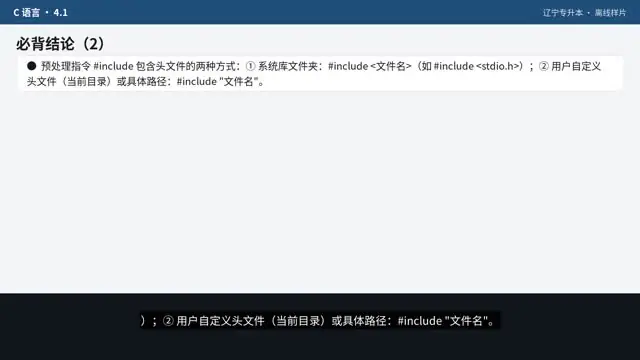 C 语言 · 4.1
辽宁专升本 · 离线样片
必背结论（2）
● 预处理指令 #include 包含头文件的两种方式：① 系统库文件夹：#include <文件名>（如 #include <stdio.h>）；② 用户自定义
头文件（当前目录）或具体路径：#include "文件名"。
）；② 用户自定义头文件（当前目录）或具体路径：#include "文件名"。